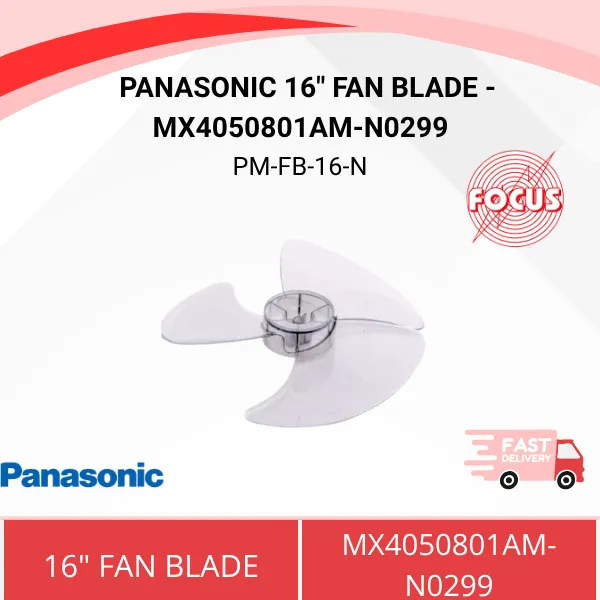 PANASONIC 16" FAN BLADE -
MX4050801AM-N0299
PM-FB-16-N
FOCUS
FAST
DELIVERY
Panasonic
16" FAN BLADE
MX4050801AM-
N0299